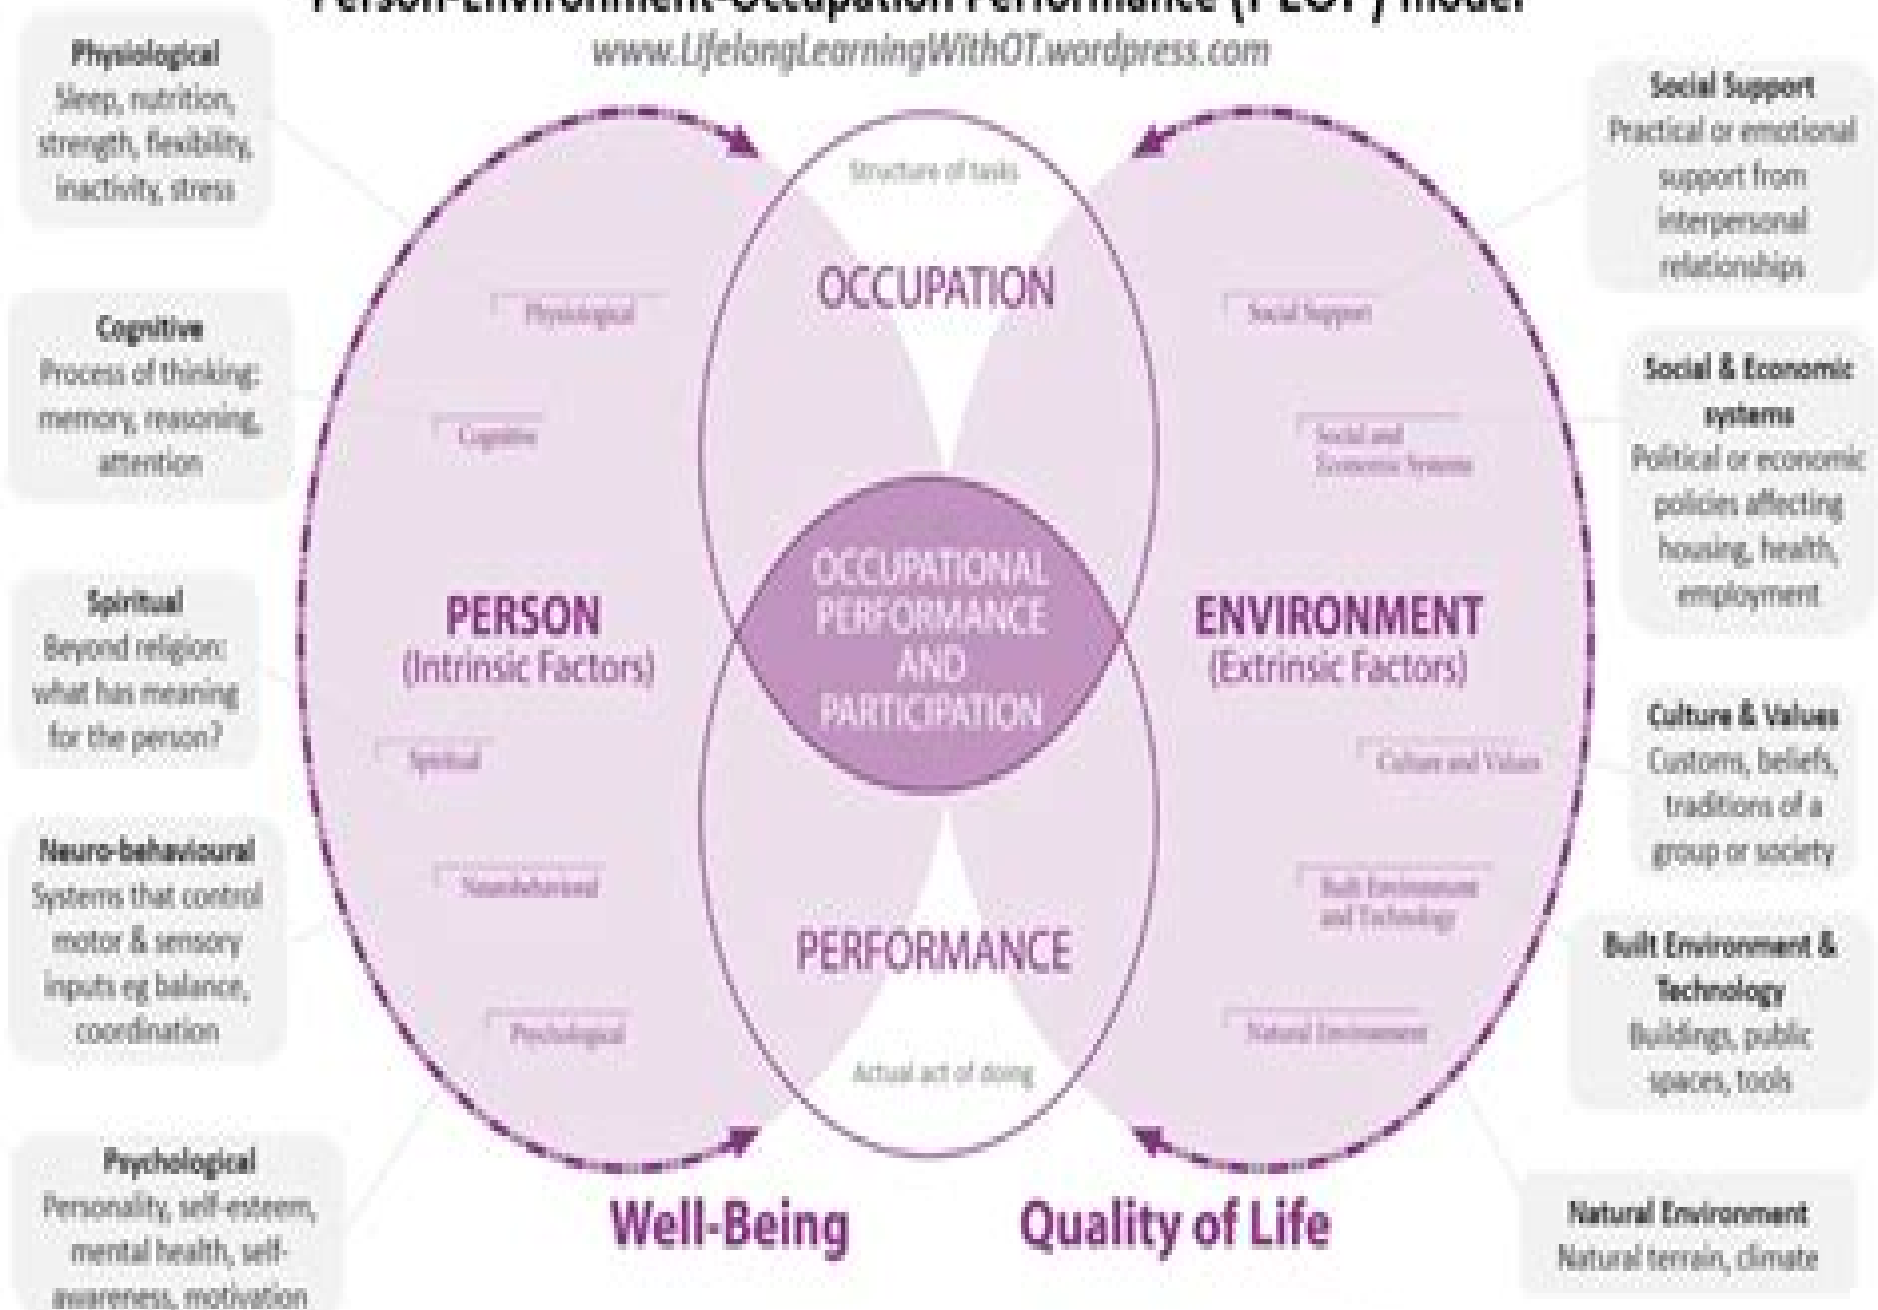 Person-Environment-Occupation Performance (PEOP) model
www.LifelongLearningWithOT.wordpress.com
Physiological
Sleep, nutrition,
strength, flexibility,
inactivity, stress
Cognitive
Process of thinking:
memory, reasoning,
attention
Spiritual
Beyond religion:
what has meaning
for the person?
Neuro-behavioural
Systems that control
motor & sensory
inputs eg balance,
coordination
Psychological
Personality, self-esteem,
mental health, self-
awareness, motivation
Physiological
Cognitive
PERSON
(Intrinsic Factors)
Spiritual
Neurobehavioral
Psychological
Structure of tasks
OCCUPATION
OCCUPATIONAL
PERFORMANCE
AND
PARTICIPATION
PERFORMANCE
Actual act of doing
Social Support
Social and
Economic Systems
ENVIRONMENT
(Extrinsic Factors)
Culture and Values
Built Environment
and Technology
Natural Environment
Social Support
Practical or emotional
support from
interpersonal
relationships
Social & Economic
systems
Political or economic
policies affecting
housing, health,
employment
Culture & Values
Customs, beliefs,
traditions of a
group or society
Built Environment &
Technology
Buildings, public
spaces, tools
Natural Environment
Natural terrain, climate
Well-Being
Quality of Life